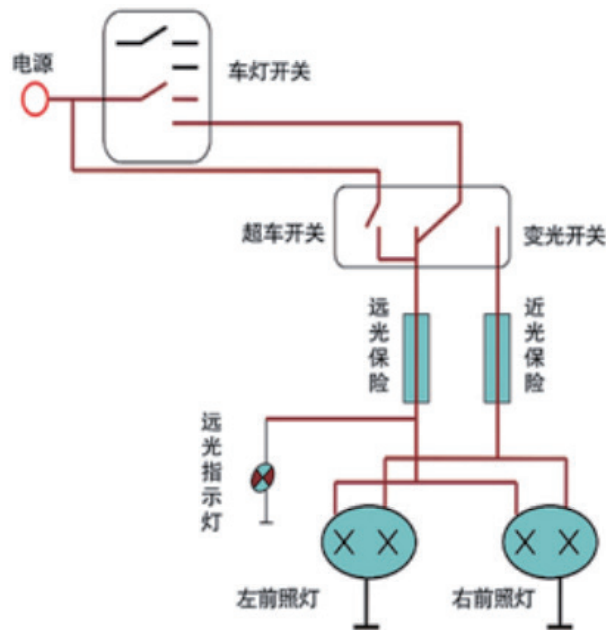 电源
车灯开关
超车开关
变光开关
远光保险
近光保险
远光指示灯
左前照灯
右前照灯